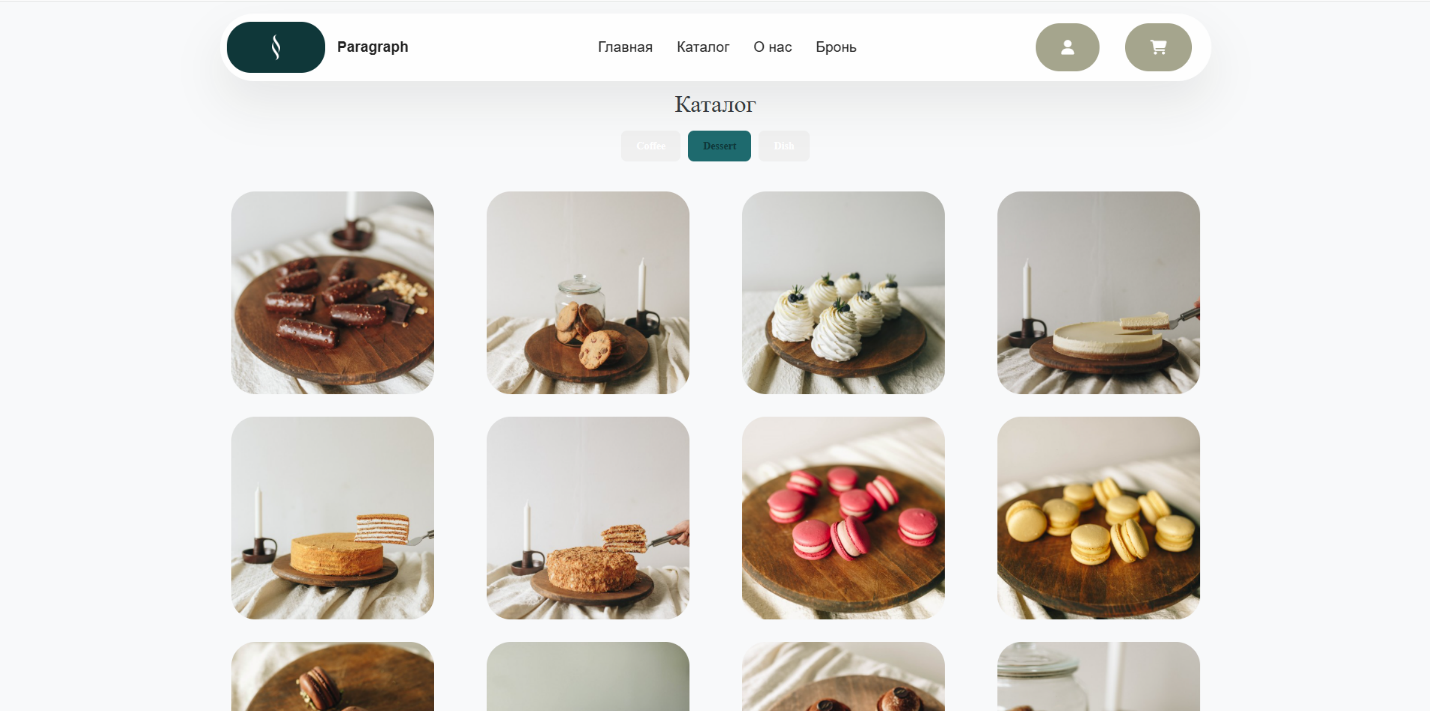 Paragraph
Главная Каталог О нас Бронь
Каталог
Coffee Dessert Dish